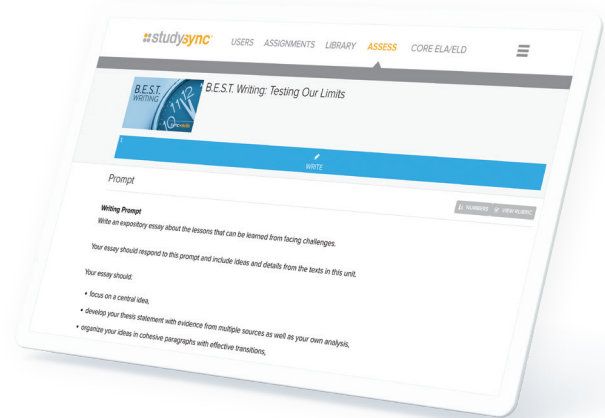 studysync
USERS ASSIGNMENTS LIBRARY ASSESS CORE ELA/ELD
B.E.S.T.
WRITING
11 12
10
B.E.S.T. Writing: Testing Our Limits
1
WRITE
Prompt
NUMBERS VIEW RUBRIC
Writing Prompt
Write an expository essay about the lessons that can be learned from facing challenges.
Your essay should respond to this prompt and include ideas and details from the texts in this unit.
Your essay should:
• focus on a central idea,
• develop your thesis statement with evidence from multiple sources as well as your own analysis,
• organize your ideas in cohesive paragraphs with effective transitions,